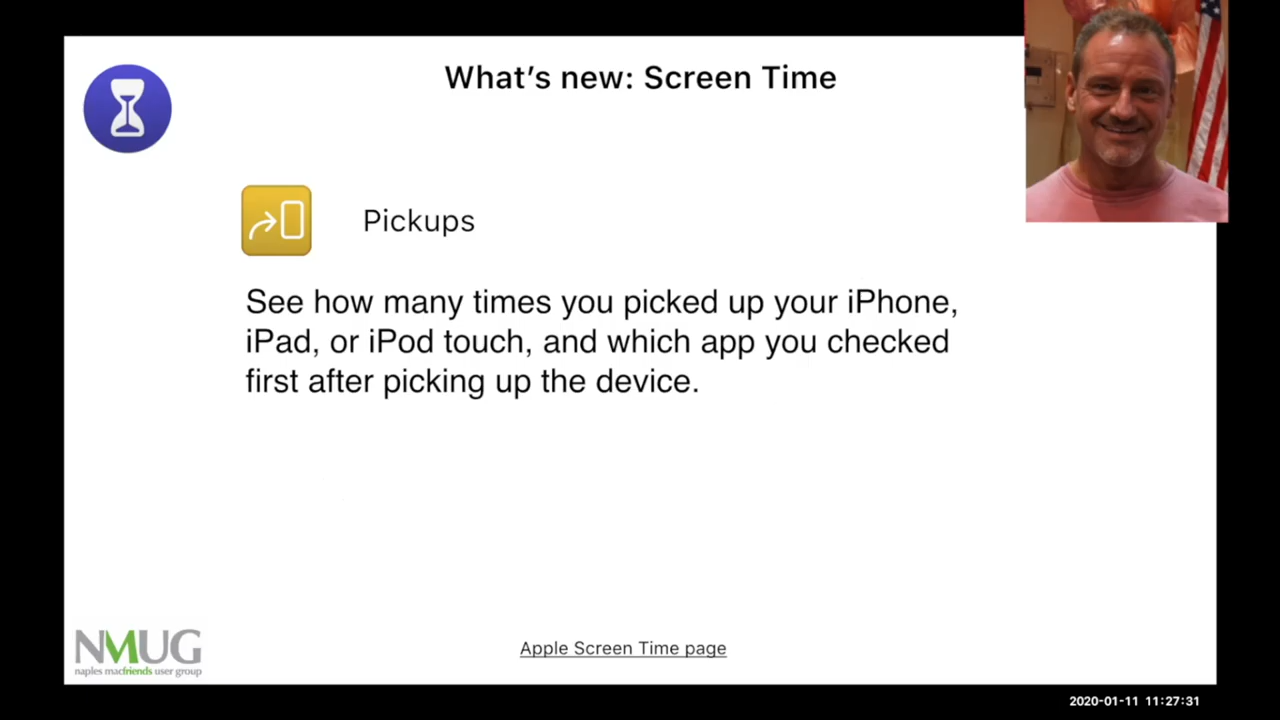 What's new: Screen Time
Pickups
See how many times you picked up your iPhone,
iPad, or iPod touch, and which app you checked
first after picking up the device.
NMUG
naples macfriends user group
Apple Screen Time page
2020-01-11 11:27:31